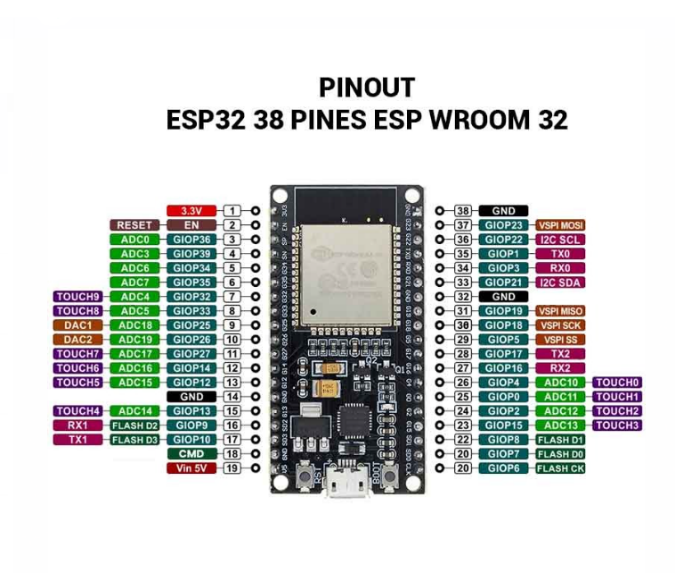 PINOUT
ESP32 38 PINES ESP WROOM 32
3.3V 1 38 GND
RESET EN 2 37 GIOP23 VSPI MOSI
ADC0 GIOP36 3 36 GIOP22 I2C SCL
ADC3 GIOP39 4 35 GIOP1 TX0
ADC6 GIOP34 5 34 GIOP3 RX0
ADC7 GIOP35 6 33 GIOP21 I2C SDA
TOUCH9 ADC4 GIOP32 7 32 GND
TOUCH8 ADC5 GIOP33 8 31 GIOP19 VSPI MISO
DAC1 ADC18 GIOP25 9 30 GIOP18 VSPI SCK
DAC2 ADC19 GIOP26 10 29 GIOP5 VSPI SS
TOUCH7 ADC17 GIOP27 11 28 GIOP17 TX2
TOUCH6 ADC16 GIOP14 12 27 GIOP16 RX2
TOUCH5 ADC15 GIOP12 13 26 GIOP4 ADC10 TOUCH0
GND 14 25 GIOP0 ADC11 TOUCH1
TOUCH4 ADC14 GIOP13 15 24 GIOP2 ADC12 TOUCH2
RX1 FLASH D2 GIOP9 16 23 GIOP15 ADC13 TOUCH3
TX1 FLASH D3 GIOP10 17 22 GIOP8 FLASH D1
CMD 18 20 GIOP7 FLASH D0
Vin 5V 19 20 GIOP6 FLASH CK
RST BOOT